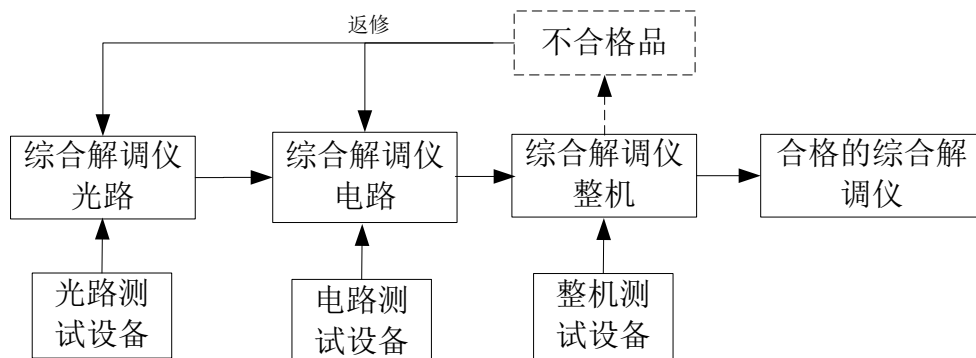 返修
不合格品
综合解调仪
光路
综合解调仪
电路
综合解调仪
整机
合格的综合解
调仪
光路测
试设备
电路测
试设备
整机测
试设备